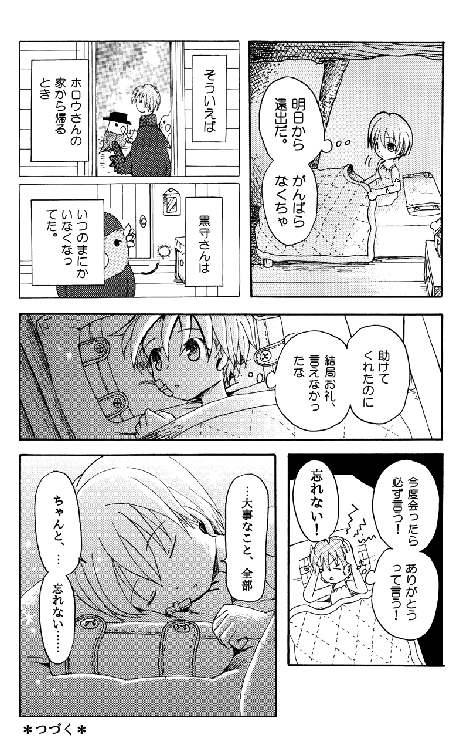 明日から
遠出だ。
がんばら
なくちゃ
そういえば
ホロウさんの
家から帰る
とき
黒守さんは
いつのまにか
いなくなっ
てた。
助けて
くれたのに
結局お礼、
言えなかっ
たな
今度会ったら
必ず言う！
ありがとう
って言う！
忘れない！
…大事なこと、全部
ちゃんと、…
忘れない……
＊つづく＊